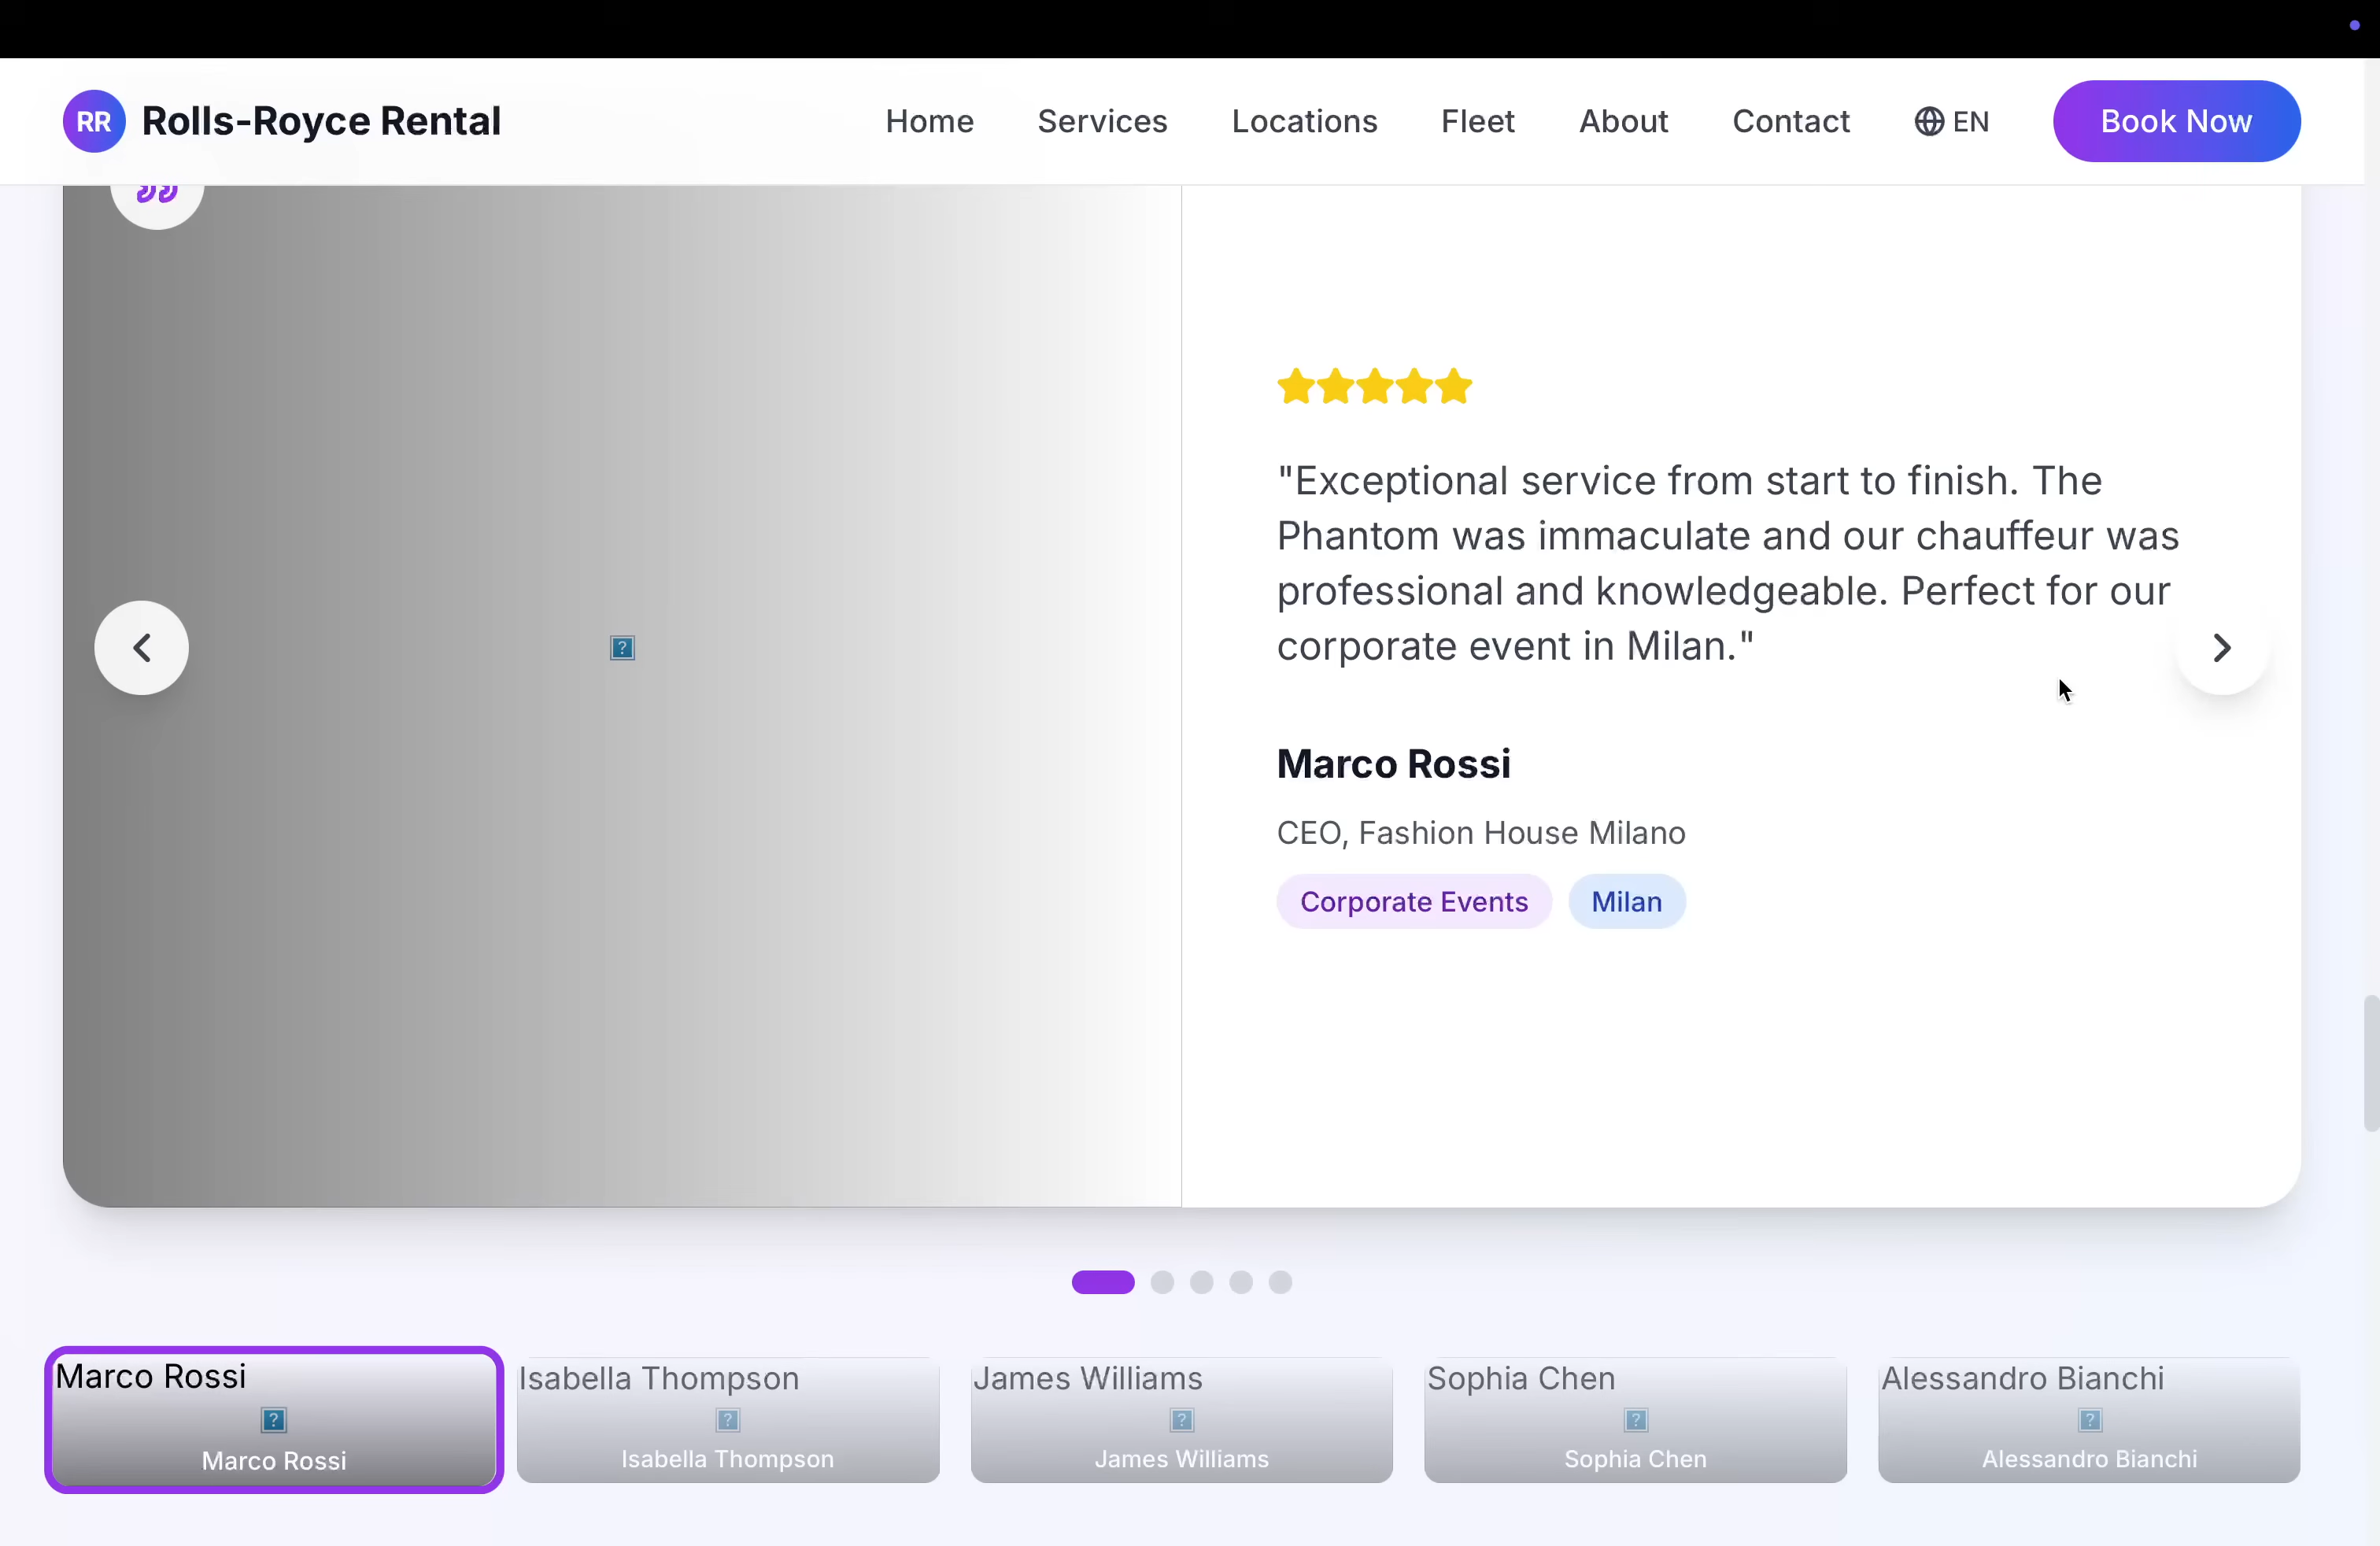 RR Rolls-Royce Rental
Home Services Locations Fleet About Contact EN Book Now
"Exceptional service from start to finish. The
Phantom was immaculate and our chauffeur was
professional and knowledgeable. Perfect for our
corporate event in Milan."
Marco Rossi
CEO, Fashion House Milano
Corporate Events Milan
Marco Rossi
Marco Rossi
Isabella Thompson
Isabella Thompson
James Williams
James Williams
Sophia Chen
Sophia Chen
Alessandro Bianchi
Alessandro Bianchi